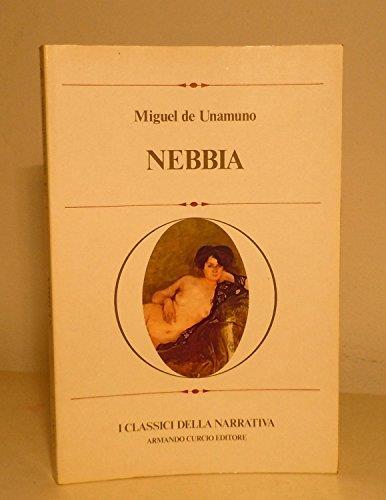 Miguel de Unamuno
NEBBIA
I CLASSICI DELLA NARRATIVA
ARMANDO CURCIO EDITORE